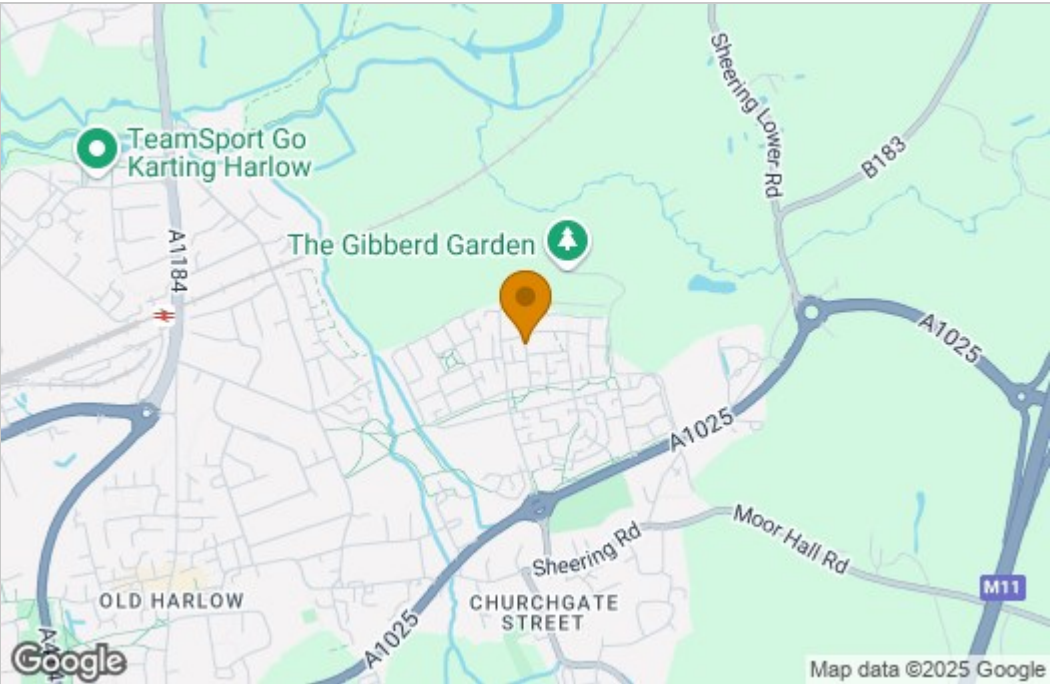 TeamSport Go
Karting Harlow
Sheering Lower Rd
B183
A1184
The Gibberd Garden
A1025
A1025
Moor Hall Rd
Sheering Rd
M11
OLD HARLOW
CHURCHGATE
STREET
A1025
Google
Map data ©2025 Google